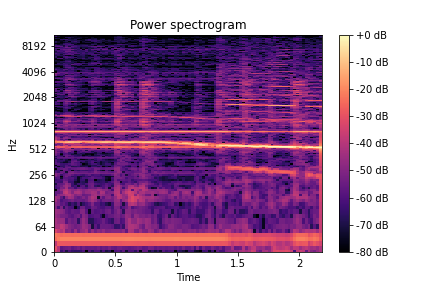 Power spectrogram
8192
4096
2048
1024
512
256
128
64
0
Hz
0
0.5
1
1.5
2
Time
+0 dB
-10 dB
-20 dB
-30 dB
-40 dB
-50 dB
-60 dB
-70 dB
-80 dB